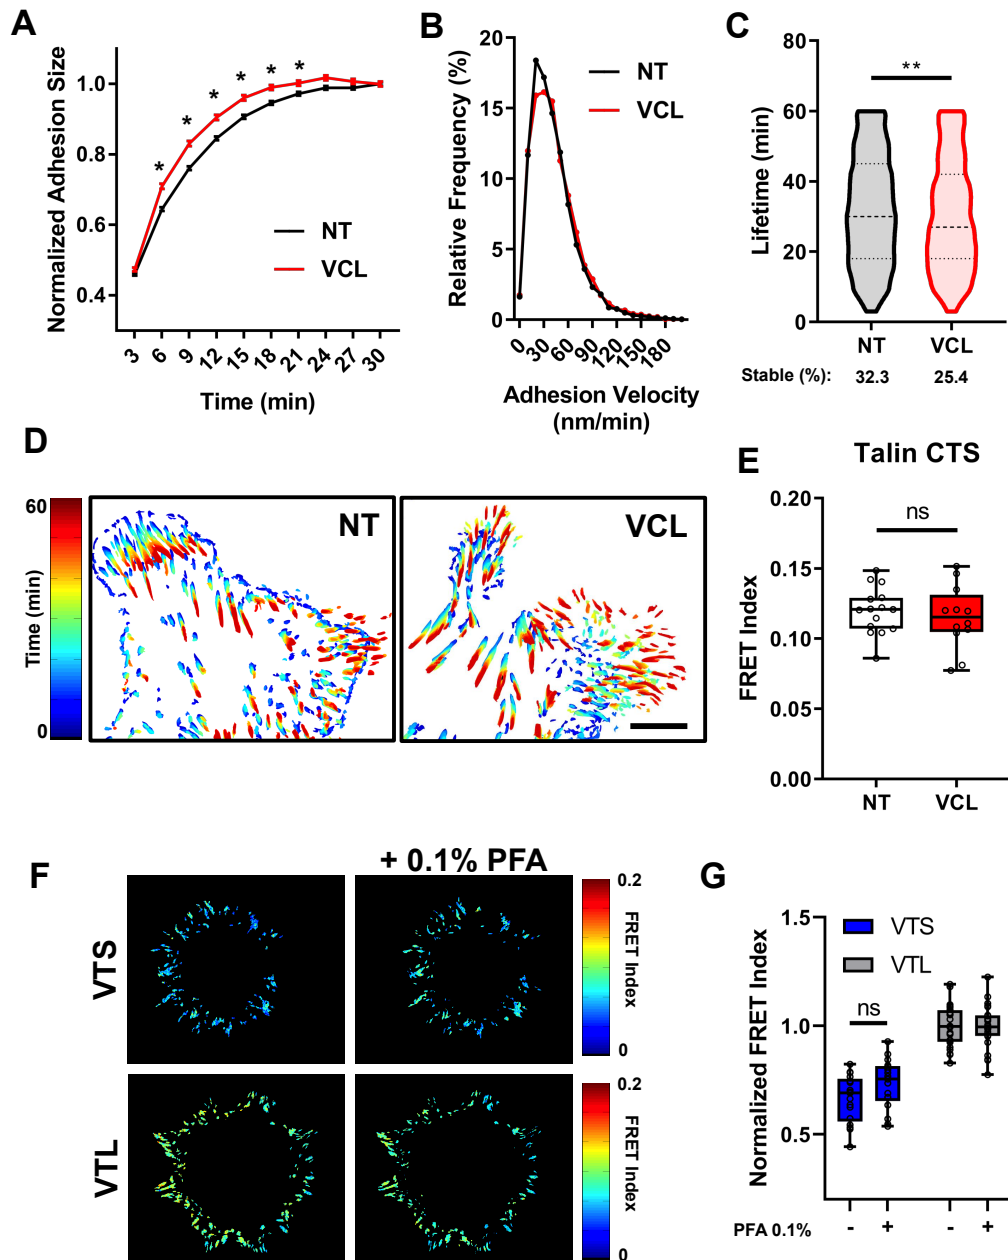 A
Normalized Adhesion Size
1.0
0.8
0.6
0.4
* * * * * *
NT
VCL
3 6 9 12 15 18 21 24 27 30
Time (min)
B
Relative Frequency (%)
20
15
10
5
0
NT
VCL
0 30 60 90 120 150 180
Adhesion Velocity
(nm/min)
C
Lifetime (min)
80
60
40
20
0
**
NT VCL
Stable (%): 32.3 25.4
D
Time (min)
60
0
NT
VCL
E
Talin CTS
FRET Index
0.20
0.15
0.10
0.05
0.00
ns
NT VCL
F
+ 0.1% PFA
VTS
0.2
FRET Index
0
VTL
0.2
FRET Index
0
G
Normalized FRET Index
1.5
1.0
0.5
VTS
VTL
ns
PFA 0.1% - + - +